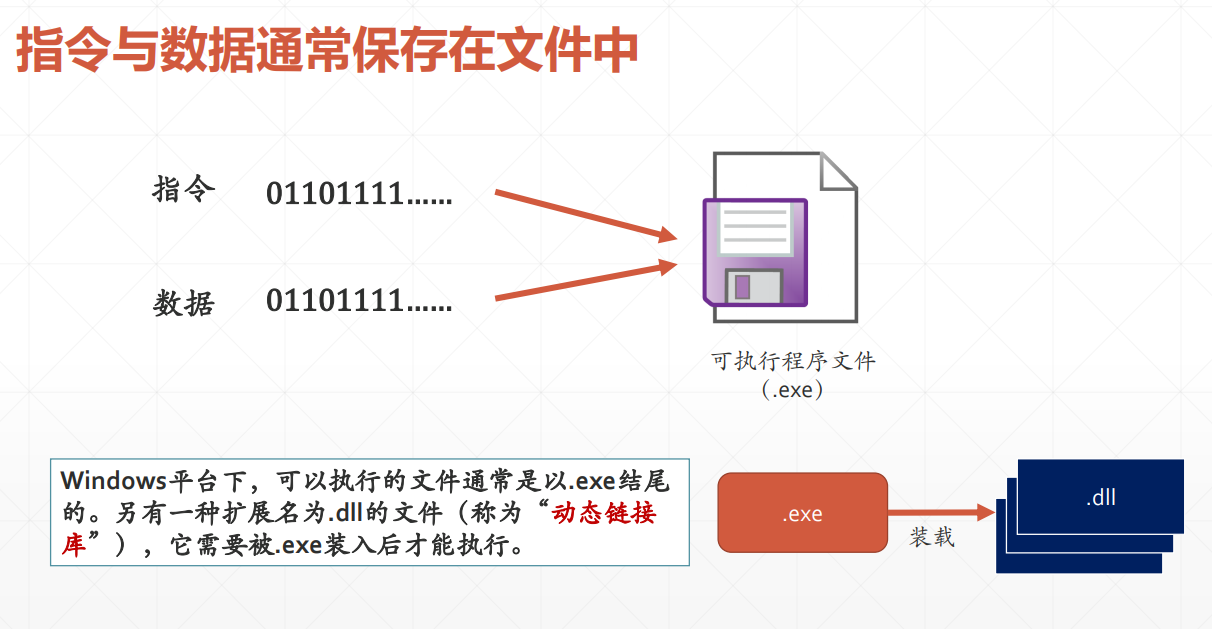 指令与数据通常保存在文件中
指令 01101111……
数据 01101111……
可执行程序文件
（.exe）
Windows平台下，可以执行的文件通常是以.exe结尾
的。另有一种扩展名为.dll的文件（称为“动态链接
库”），它需要被.exe装入后才能执行。
.exe
装载
.dll